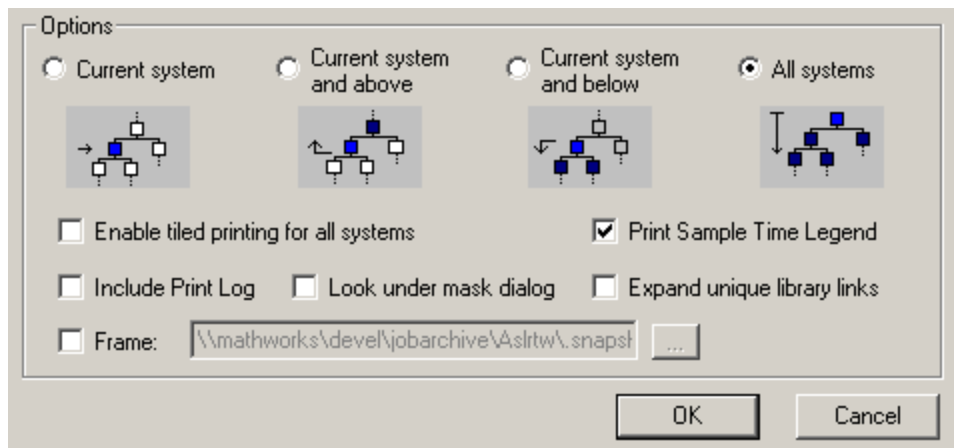 Options
Current system
Current system
and above
Current system
and below
All systems
Enable tiled printing for all systems
Print Sample Time Legend
Include Print Log
Look under mask dialog
Expand unique library links
Frame:
\\mathworks\devel\jobarchive\Aslrtw\.snapsh
...
OK
Cancel